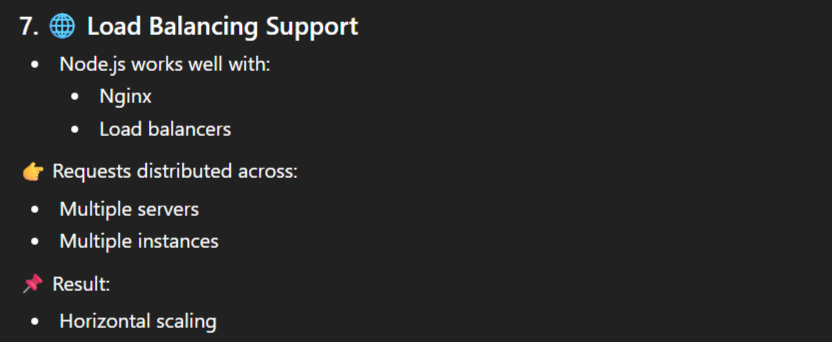 7. 🌐 Load Balancing Support
• Node.js works well with:
• Nginx
• Load balancers
👉 Requests distributed across:
• Multiple servers
• Multiple instances
📌 Result:
• Horizontal scaling